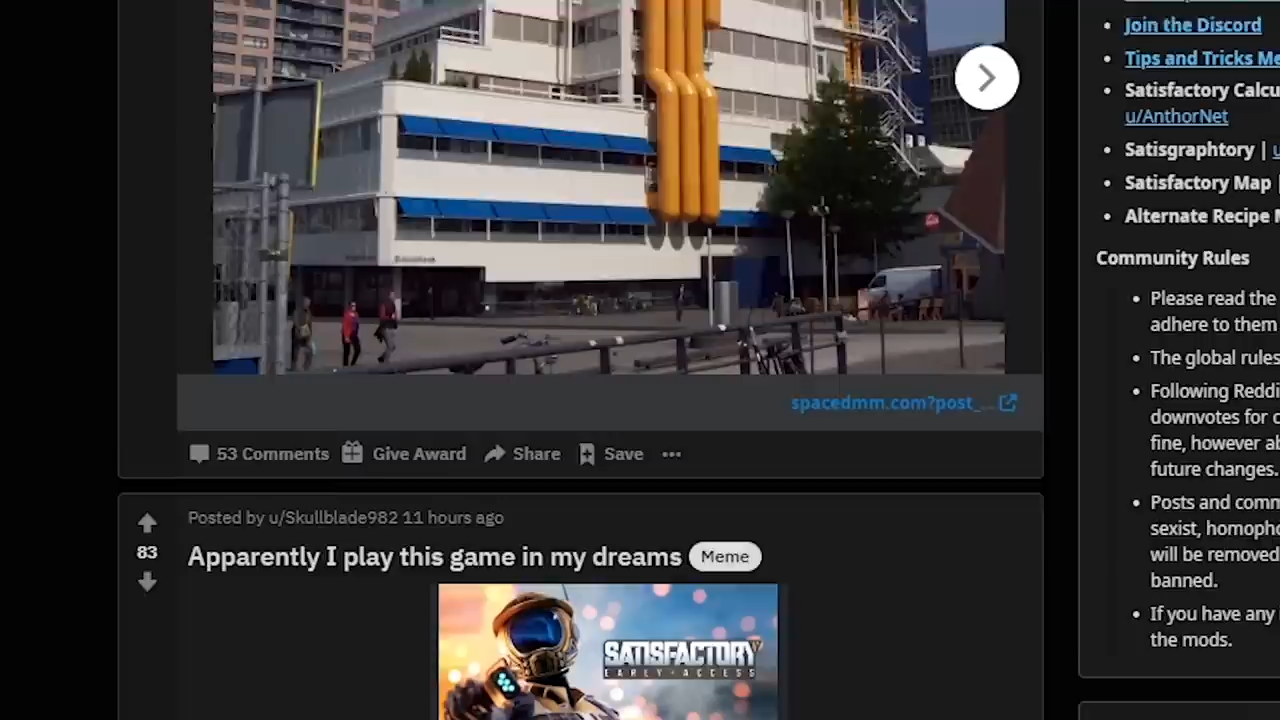 spacedmm.com?post_...
53 Comments Give Award Share Save
Posted by u/Skullblade982 11 hours ago
83
Apparently I play this game in my dreams Meme
SATISFACTORY
EARLY ACCESS
Join the Discord
Tips and Tricks Me
Satisfactory Calcu
u/AnthorNet
Satisgraphtory | u
Satisfactory Map |
Alternate Recipe M
Community Rules
Please read the
adhere to them
The global rules
Following Reddi
downvotes for c
fine, however ab
future changes.
Posts and comm
sexist, homopho
will be removed
banned.
If you have any
the mods.